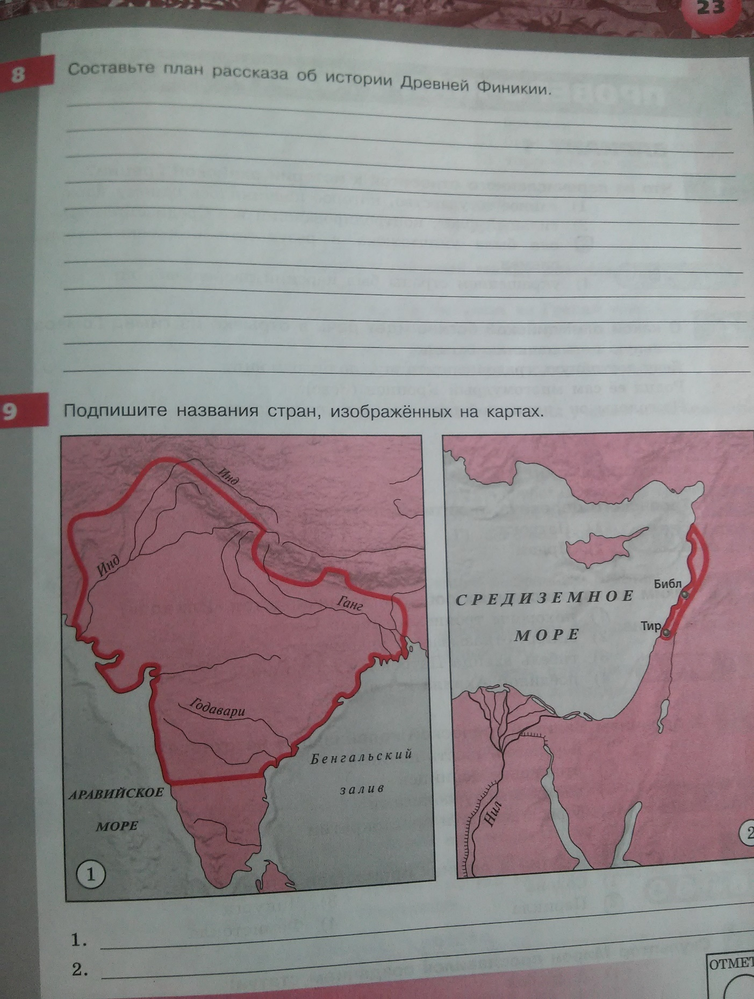 23
8
Составьте план рассказа об истории Древней Финикии.
9
Подпишите названия стран, изображённых на картах.
Инд
Инд
Ганг
Годавари
Бенгальский
залив
АРАВИЙСКОЕ
МОРЕ
1
Библ
СРЕДИЗЕМНОЕ
Тир
МОРЕ
Нил
2
1.
2.
ОТМЕТ